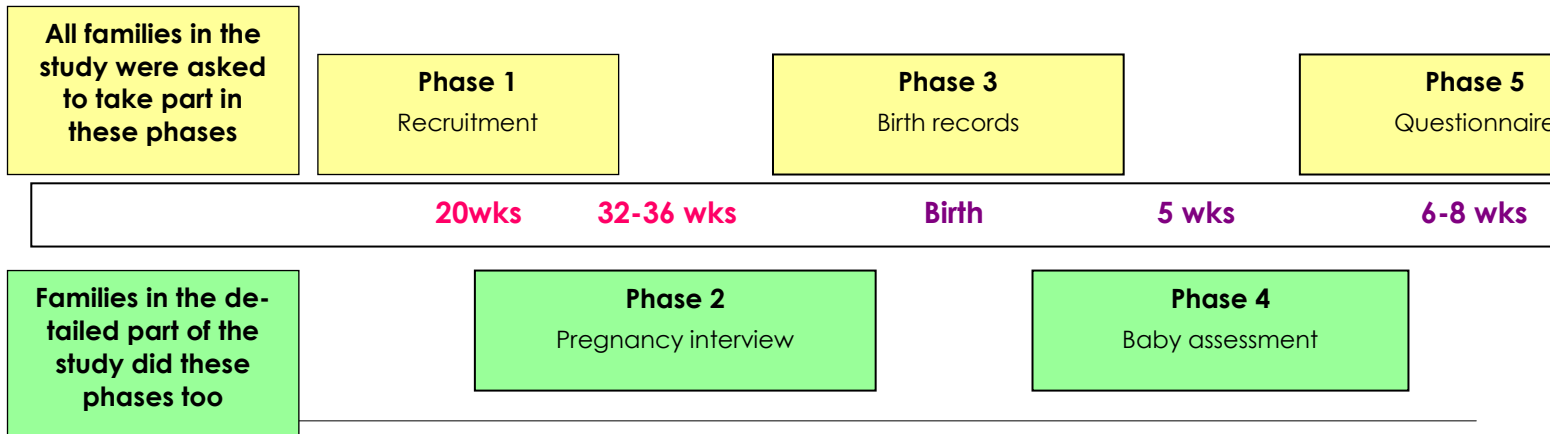 All families in the
study were asked
to take part in
these phases
Phase 1
Recruitment
Phase 3
Birth records
Phase 5
Questionnaire
20wks 32-36 wks Birth 5 wks 6-8 wks
Families in the de-
tailed part of the
study did these
phases too
Phase 2
Pregnancy interview
Phase 4
Baby assessment